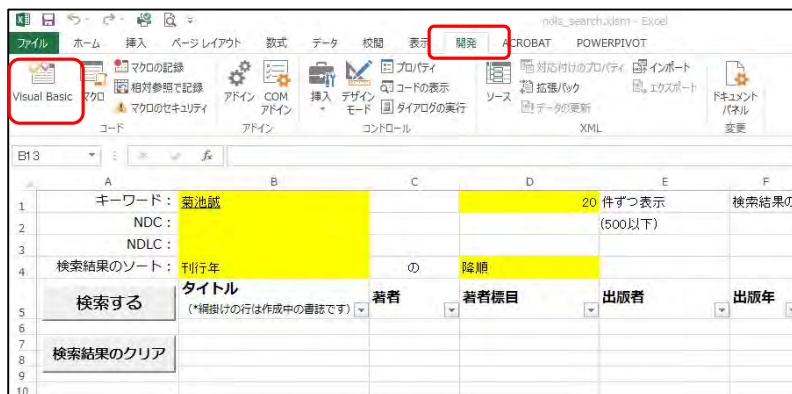 ndls_search.xlsm - Excel
ファイル ホーム 挿入 ページ レイアウト 数式 データ 校閲 表示 開発 ACROBAT POWERPIVOT
Visual Basic
マクロ
マクロの記録
相対参照で記録
マクロのセキュリティ
コード
アドイン
COM アドイン
アドイン
挿入
デザイン モード
プロパティ
コードの表示
ダイアログの実行
コントロール
ソース
対応付けのプロパティ
拡張パック
データの更新
インポート
エクスポート
XML
ドキュメント パネル
変更
B13 fx
A B C D E F
1 キーワード： 菊池誠 20 件ずつ表示 検索結果の
2 NDC： (500以下)
3 NDLC：
4 検索結果のソート： 刊行年 の 降順
5 検索する タイトル (*網掛けの行は作成中の書誌です) 著者 著者標目 出版者 出版年
6
7
検索結果のクリア
8
9
10